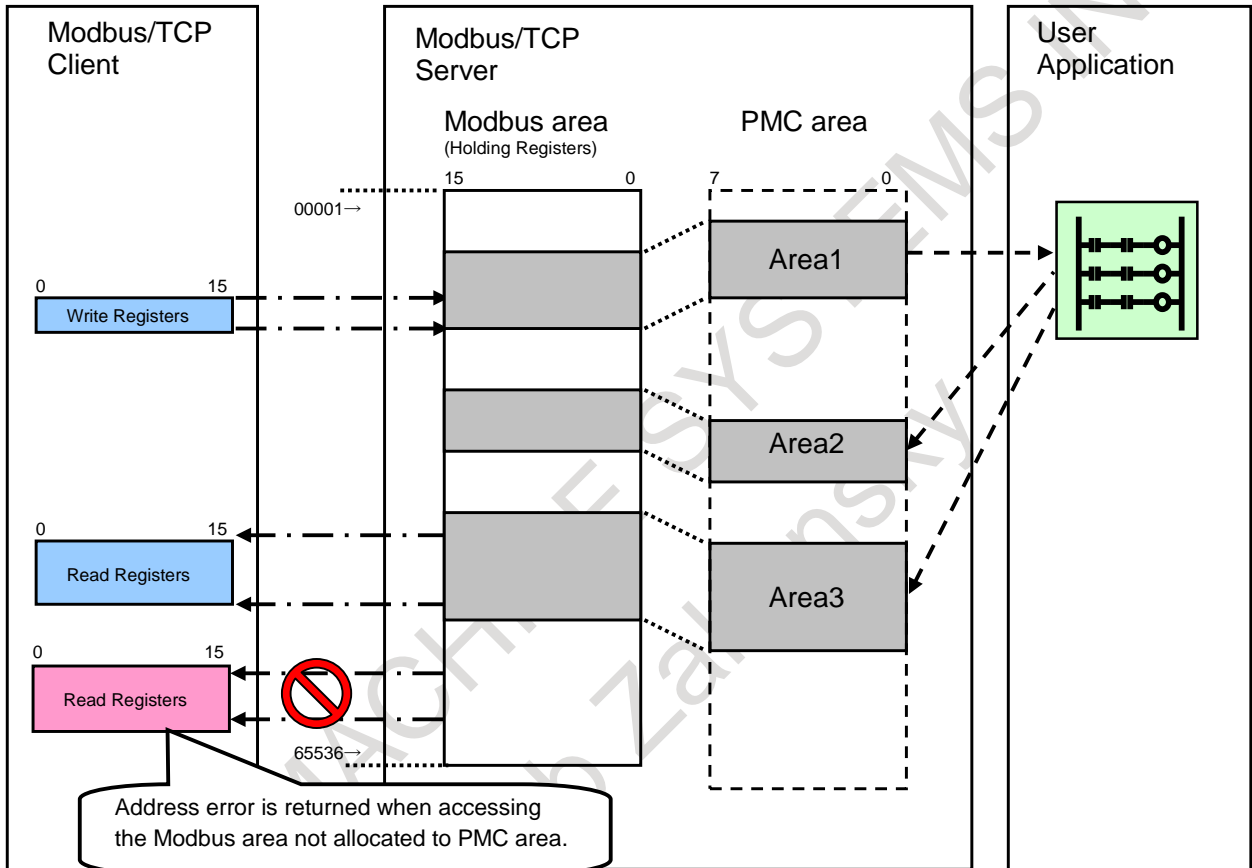 Modbus/TCP
Client
Modbus/TCP
Server
User
Application
Modbus area
(Holding Registers)
PMC area
15 0
7 0
00001→
Area1
0 15
Write Registers
Area2
0 15
Read Registers
Area3
0 15
Read Registers
65536→
Address error is returned when accessing
the Modbus area not allocated to PMC area.